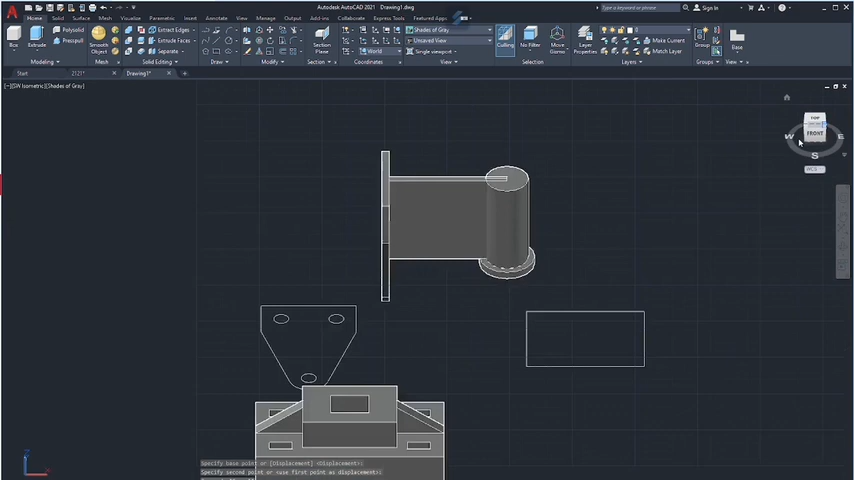 Autodesk AutoCAD 2021 Drawing1.dwg
Sign In
Home Solid Surface Mesh Visualize Parametric Insert Annotate View Manage Output Add-ins Collaborate Express Tools Featured Apps
Box
Extrude
Polysolid
Presspull
Smooth
Object
Extract Edges
Extrude Faces
Separate
World
Section
Plane
Shades of Gray
Unsaved View
Single viewport
Culling
No Filter
Move
Gizmo
Layer
Properties
0
Make Current
Match Layer
Group
Base
Modeling
Mesh
Solid Editing
Draw
Modify
Section
Coordinates
View
Selection
Layers
Groups
View
Start 2121* Drawing1*
[-][SW Isometric][Shades of Gray]
TOP
FRONT
W
E
S
WCS
Specify base point or [Displacement] <Displacement>:
Specify second point or <use first point as displacement>: